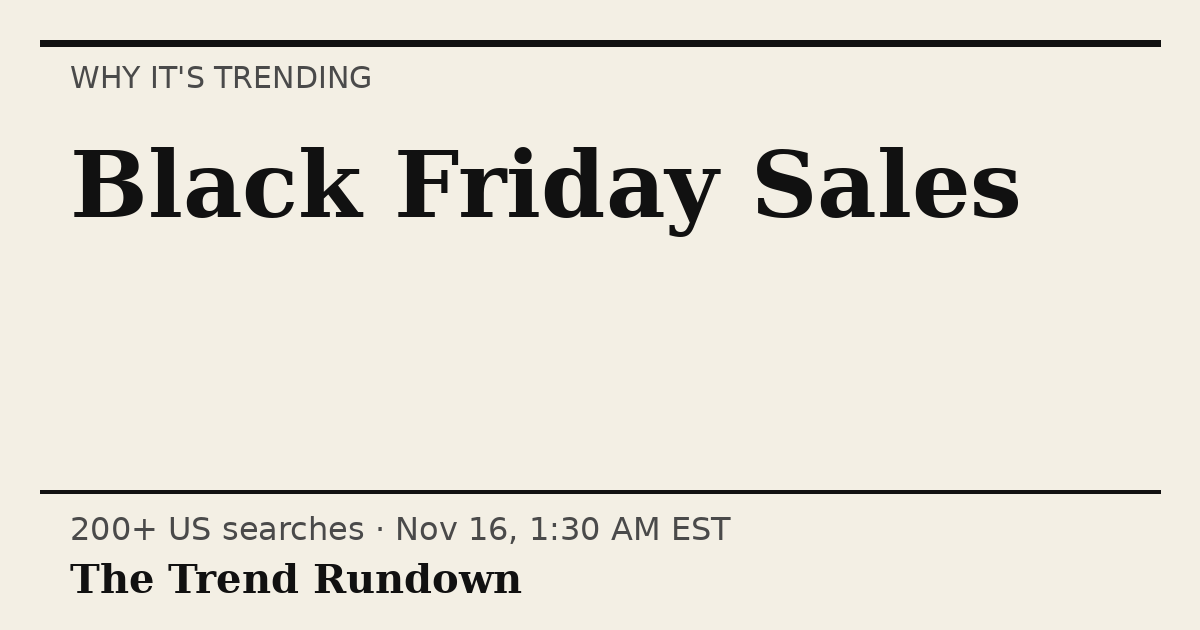 WHY IT'S TRENDING
Black Friday Sales
200+ US searches · Nov 16, 1:30 AM EST
The Trend Rundown